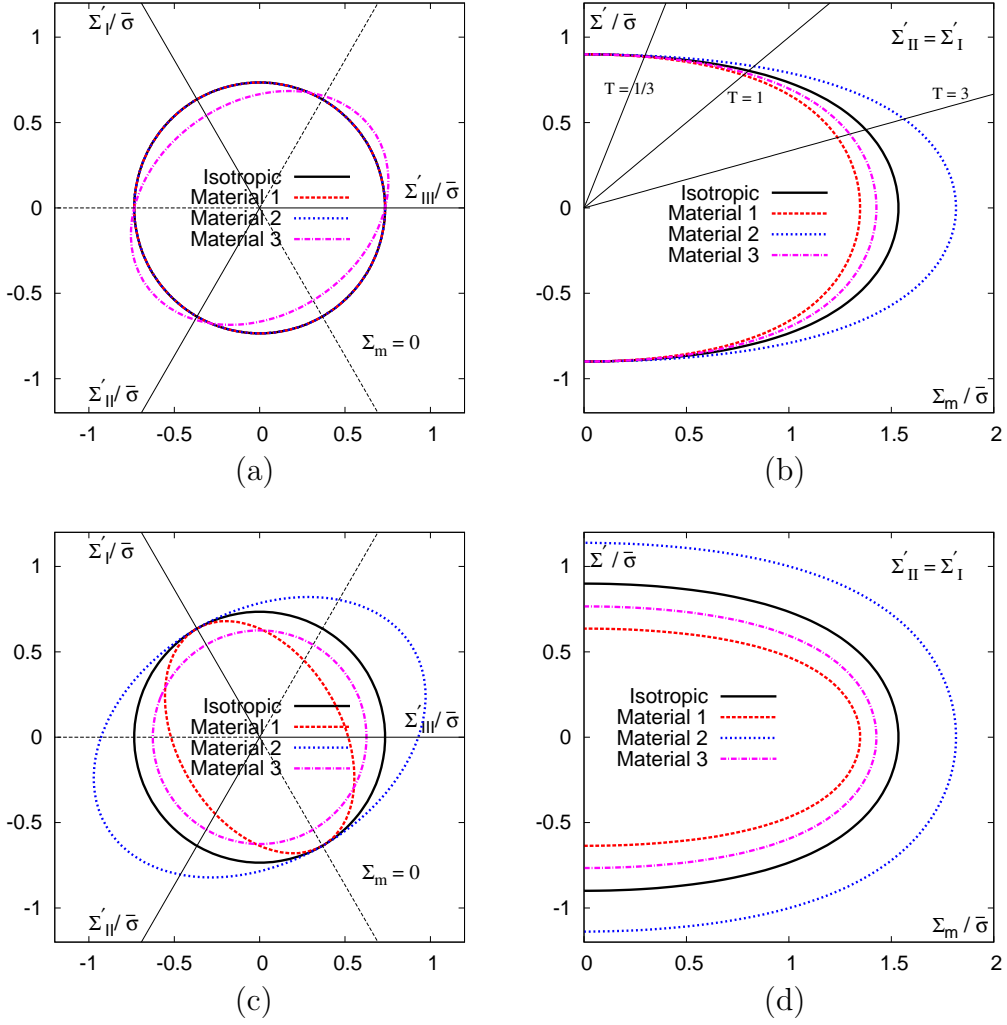 Σ'I/σ̄
Σ'III/σ̄
Σ'II/σ̄
Σm = 0
Isotropic
Material 1
Material 2
Material 3
1
0.5
0
-0.5
-1
-1 -0.5 0 0.5 1
(a)
Σ'/σ̄
Σ'II = Σ'I
T = 1/3
T = 1
T = 3
Isotropic
Material 1
Material 2
Material 3
Σm/σ̄
1
0.5
0
-0.5
-1
0 0.5 1 1.5 2
(b)
Σ'I/σ̄
Σ'III/σ̄
Σ'II/σ̄
Σm = 0
Isotropic
Material 1
Material 2
Material 3
1
0.5
0
-0.5
-1
-1 -0.5 0 0.5 1
(c)
Σ'/σ̄
Σ'II = Σ'I
Isotropic
Material 1
Material 2
Material 3
Σm/σ̄
1
0.5
0
-0.5
-1
0 0.5 1 1.5 2
(d)